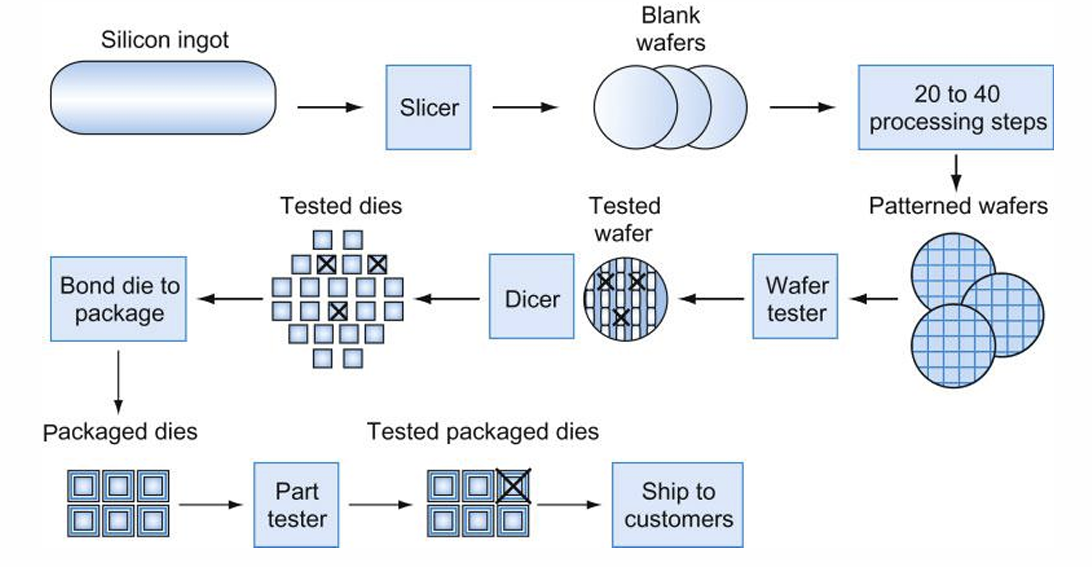 Silicon ingot
Slicer
Blank
wafers
20 to 40
processing steps
Patterned wafers
Wafer
tester
Tested
wafer
Dicer
Tested dies
Bond die to
package
Packaged dies
Part
tester
Tested packaged dies
Ship to
customers